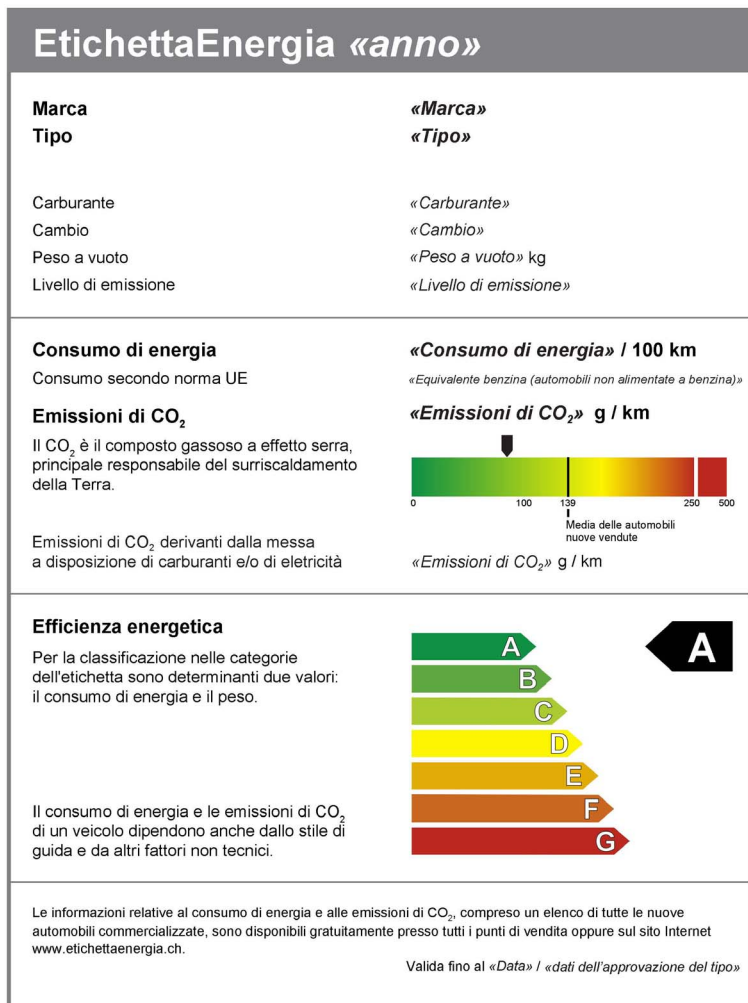 EtichettaEnergia «anno»
Marca «Marca»
Tipo «Tipo»
Carburante «Carburante»
Cambio «Cambio»
Peso a vuoto «Peso a vuoto» kg
Livello di emissione «Livello di emissione»
Consumo di energia «Consumo di energia» / 100 km
Consumo secondo norma UE «Equivalente benzina (automobili non alimentate a benzina)»
Emissioni di CO₂ «Emissioni di CO₂» g / km
Il CO₂ è il composto gassoso a effetto serra,
principale responsabile del surriscaldamento
della Terra.
0 100 139 250 500
Media delle automobili
nuove vendute
Emissioni di CO₂ derivanti dalla messa
a disposizione di carburanti e/o di eletricità «Emissioni di CO₂» g / km
Efficienza energetica
Per la classificazione nelle categorie
dell'etichetta sono determinanti due valori:
il consumo di energia e il peso.
A A
B
C
D
E
F
G
Il consumo di energia e le emissioni di CO₂
di un veicolo dipendono anche dallo stile di
guida e da altri fattori non tecnici.
Le informazioni relative al consumo di energia e alle emissioni di CO₂, compreso un elenco di tutte le nuove
automobili commercializzate, sono disponibili gratuitamente presso tutti i punti di vendita oppure sul sito Internet
www.etichettaenergia.ch.
Valida fino al «Data» / «dati dell'approvazione del tipo»